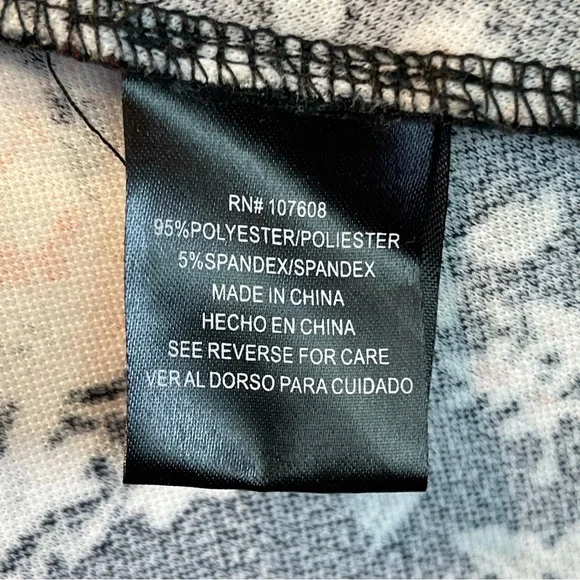 RN# 107608
95%POLYESTER/POLIESTER
5%SPANDEX/SPANDEX
MADE IN CHINA
HECHO EN CHINA
SEE REVERSE FOR CARE
VER AL DORSO PARA CUIDADO